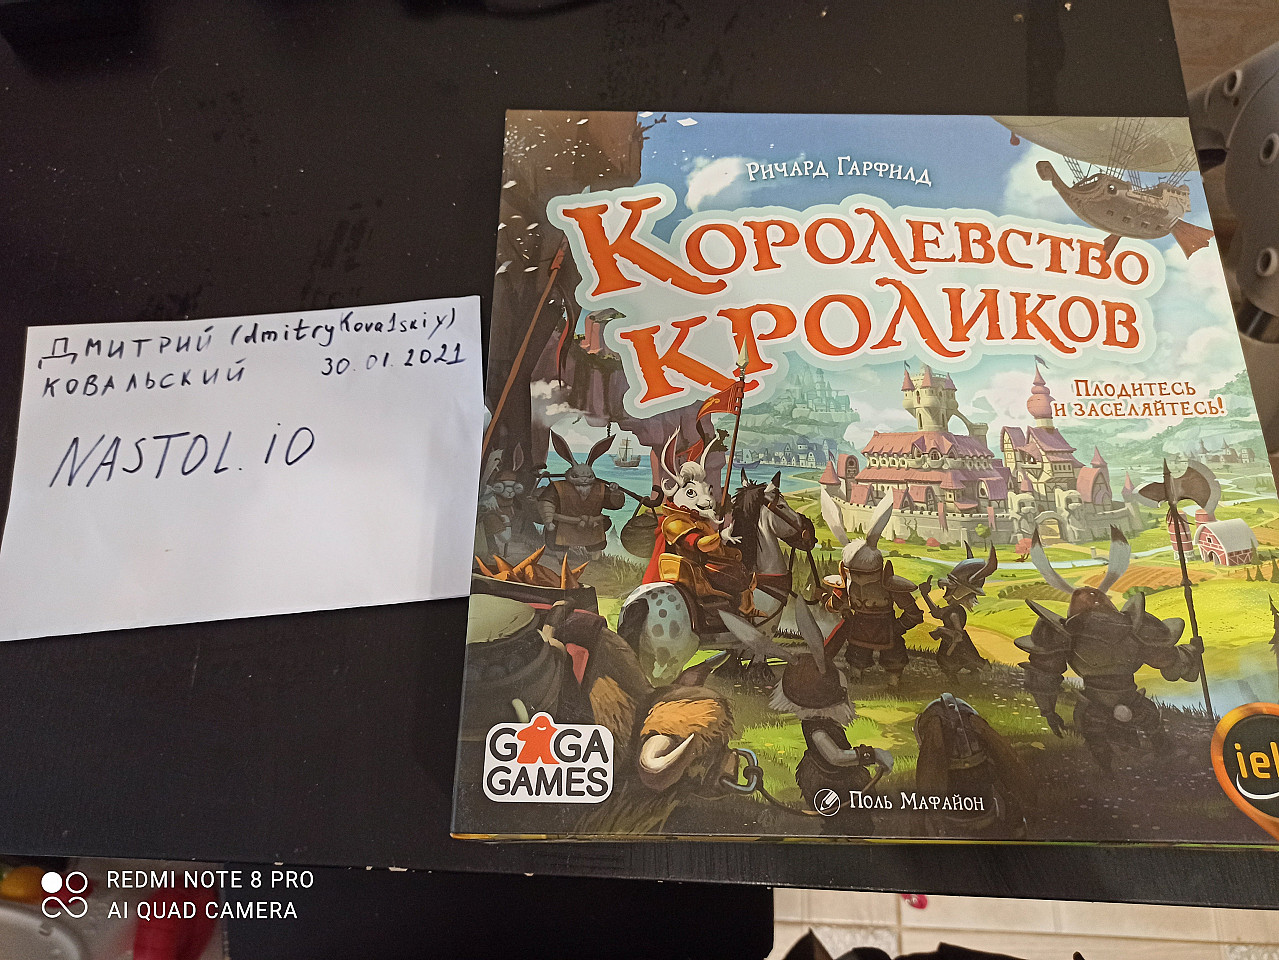 ДМИТРИЙ (dmitryKova1skiy)
КОВАЛЬСКИЙ 30.01.2021
NASTOL.iO
РИЧАРД ГАРФИЛД
КОРОЛЕВСТВО
КРОЛИКОВ
ПЛОДИТЕСЬ
И ЗАСЕЛЯЙТЕСЬ!
GAGA
GAMES
ПОЛЬ МАФАЙОН
REDMI NOTE 8 PRO
AI QUAD CAMERA